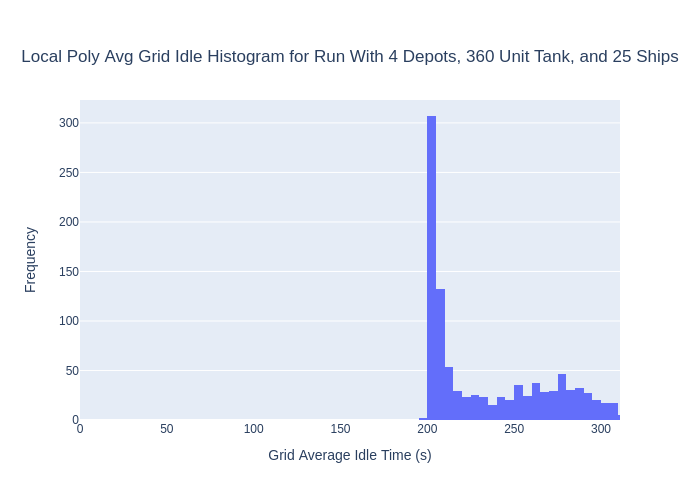 Local Poly Avg Grid Idle Histogram for Run With 4 Depots, 360 Unit Tank, and 25 Ships
300
250
200
150
100
50
0
Frequency
0 50 100 150 200 250 300
Grid Average Idle Time (s)